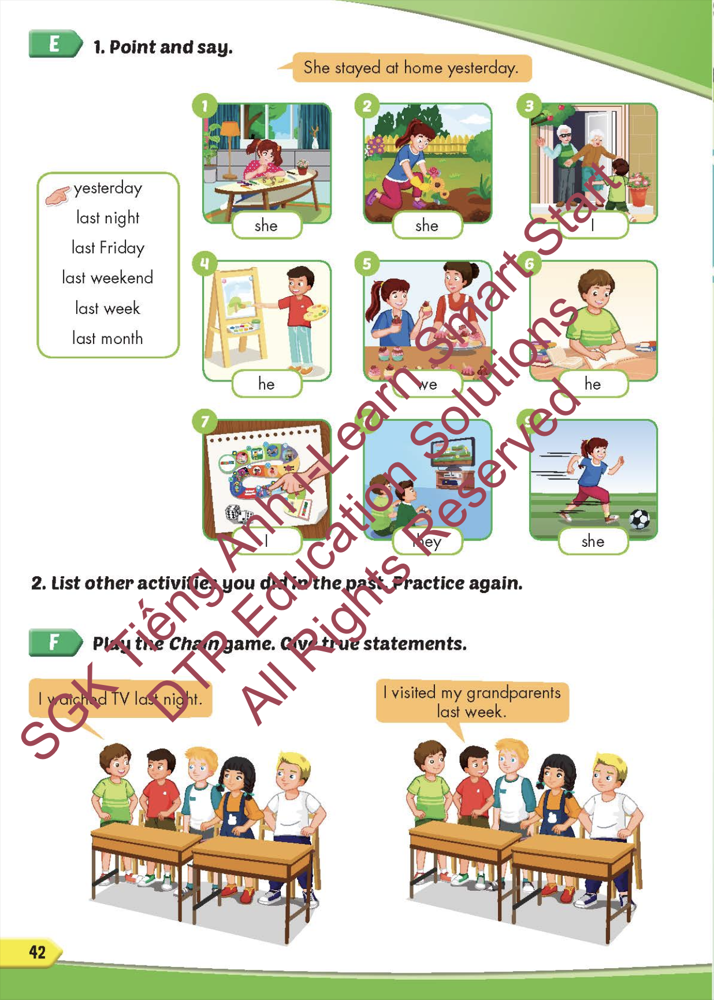 E
1. Point and say.
She stayed at home yesterday.
yesterday
last night
last Friday
last weekend
last week
last month
1
she
2
she
3
I
4
he
5
we
6
he
7
I
8
they
9
she
2. List other activities you did in the past. Practice again.
F
Play the Chain game. Give true statements.
I watched TV last night.
I visited my grandparents
last week.
SGK Tiếng Anh i-Learn Smart Start
DTP Education Solutions
All Rights Reserved
42